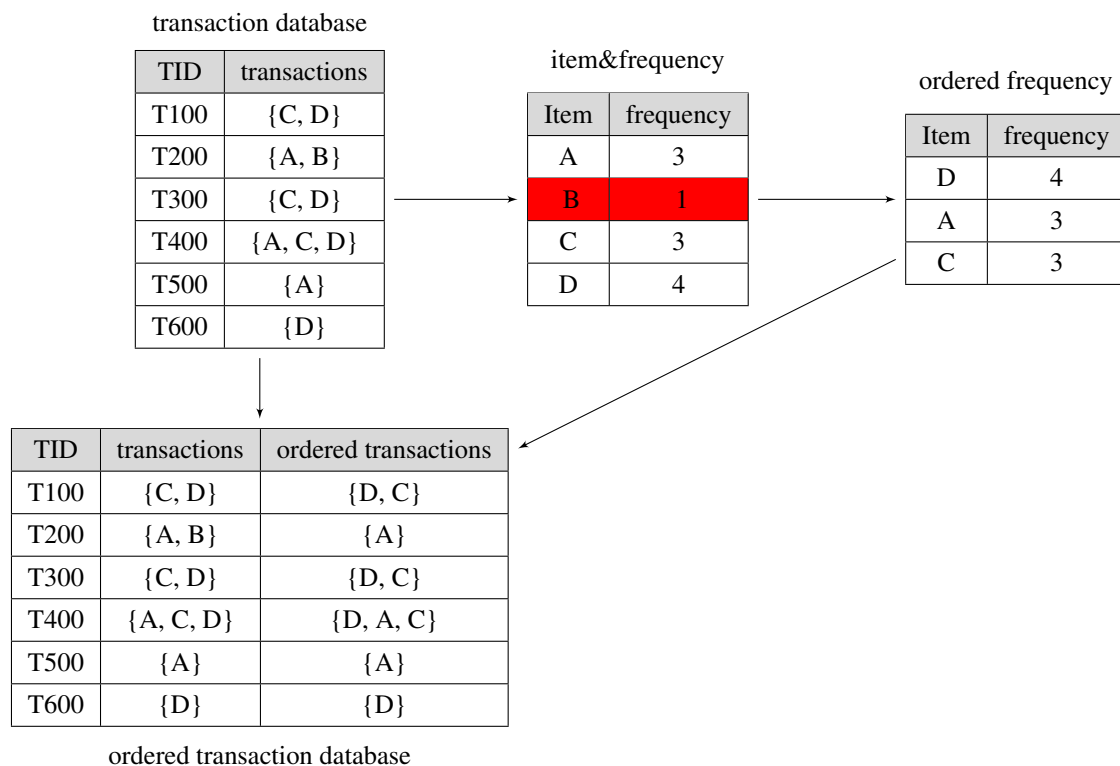 transaction database
TID transactions
T100 {C, D}
T200 {A, B}
T300 {C, D}
T400 {A, C, D}
T500 {A}
T600 {D}
item&frequency
Item frequency
A 3
B 1
C 3
D 4
ordered frequency
Item frequency
D 4
A 3
C 3
TID transactions ordered transactions
T100 {C, D} {D, C}
T200 {A, B} {A}
T300 {C, D} {D, C}
T400 {A, C, D} {D, A, C}
T500 {A} {A}
T600 {D} {D}
ordered transaction database